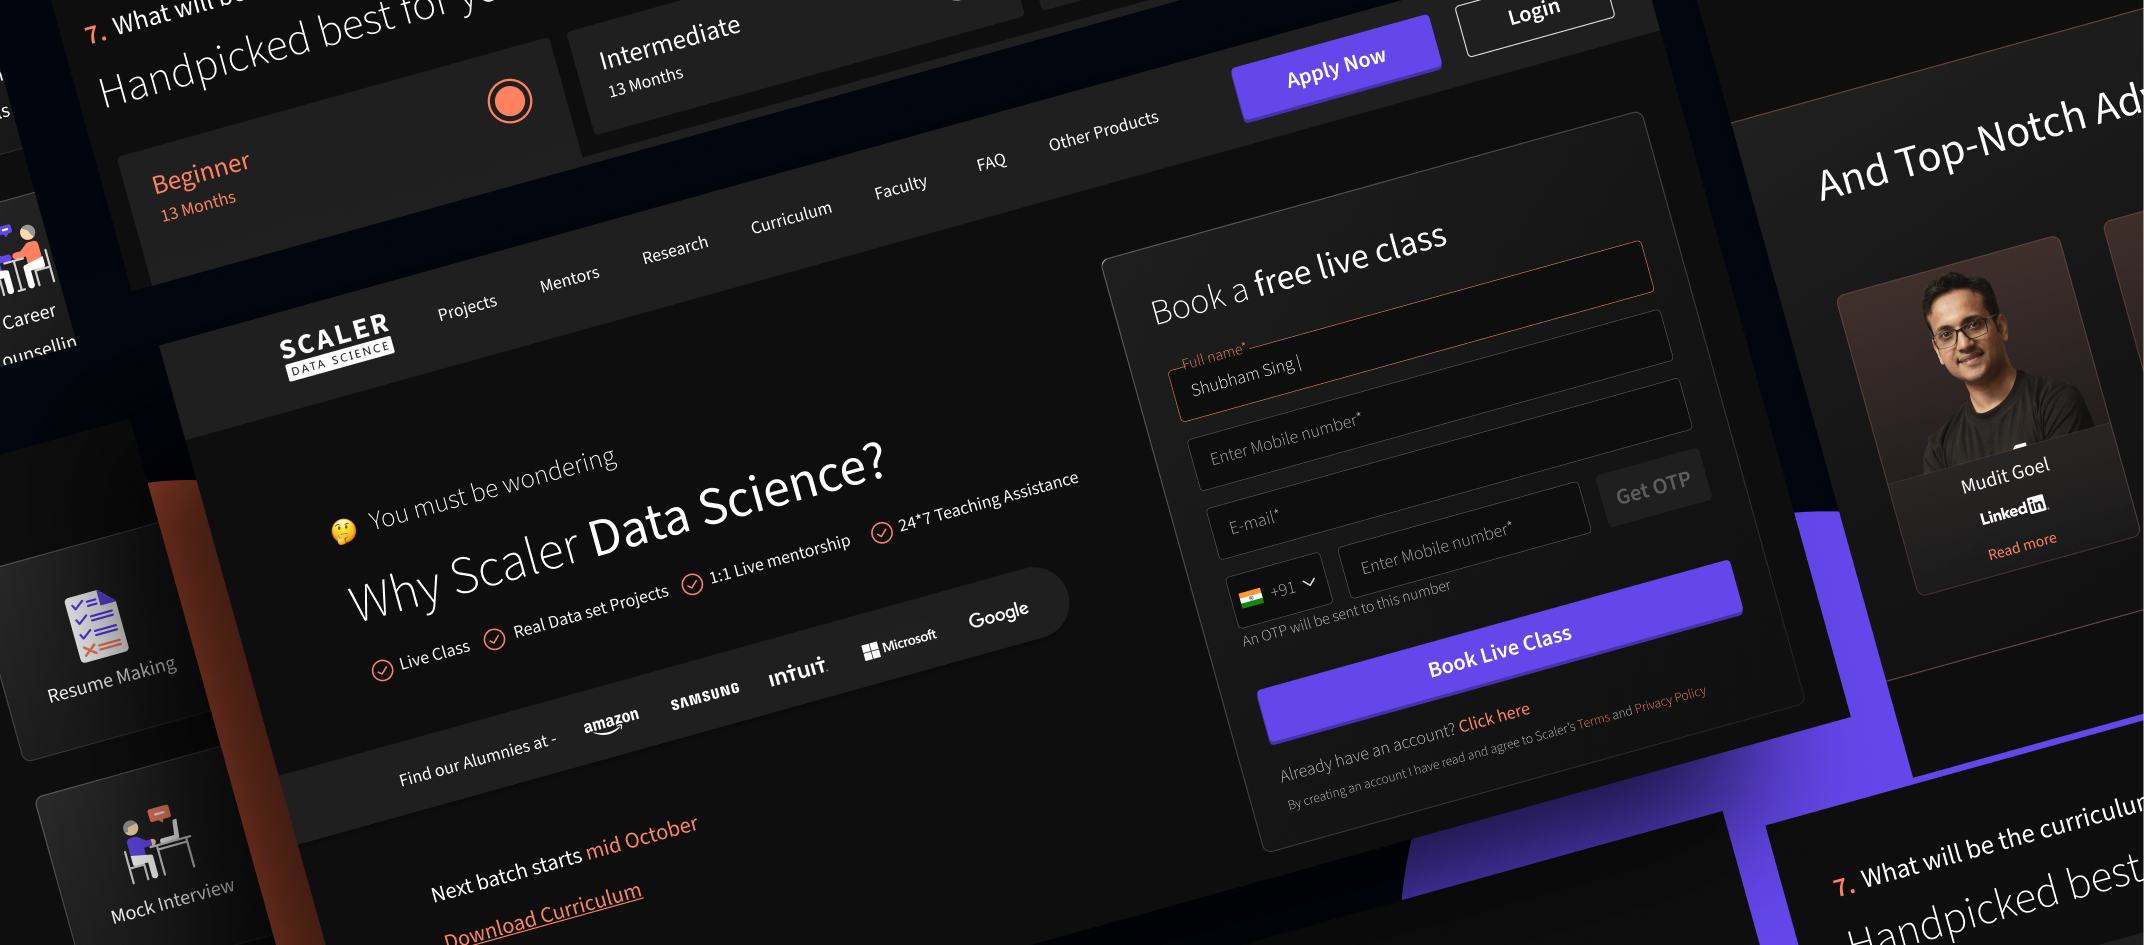 7. What will be
Handpicked best for yo
Beginner
13 Months
Intermediate
13 Months
Career
ounsellin
Resume Making
Mock Interview
SCALER
DATA SCIENCE
Projects
Mentors
Research
Curriculum
Faculty
FAQ
Other Products
Apply Now
Login
You must be wondering
Why Scaler Data Science?
Live Class
Real Data set Projects
1:1 Live mentorship
24*7 Teaching Assistance
Find our Alumnies at -
amazon
SAMSUNG
INTUIT
Microsoft
Google
Next batch starts mid October
Download Curriculum
Book a free live class
Full name*
Shubham Sing|
Enter Mobile number*
E-mail*
+91
Enter Mobile number*
Get OTP
An OTP will be sent to this number
Book Live Class
Already have an account? Click here
By creating an account I have read and agree to Scaler's Terms and Privacy Policy
And Top-Notch Adv
Mudit Goel
LinkedIn
Read more
7. What will be the curriculum
Handpicked best